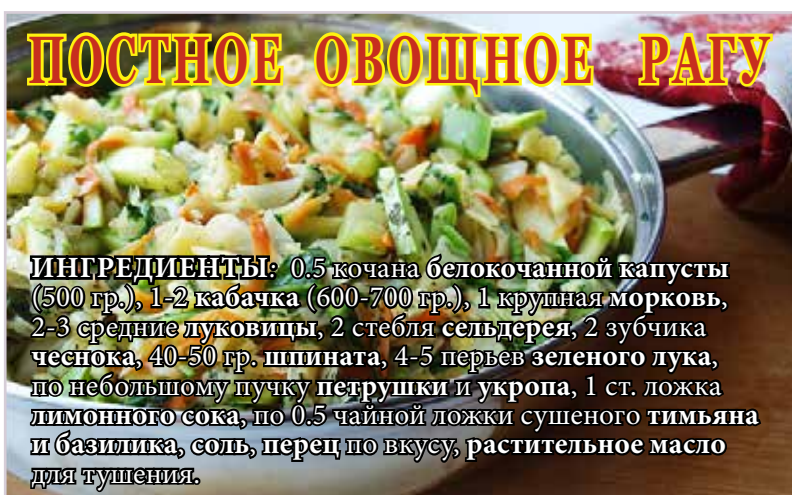 ПОСТНОЕ ОВОЩНОЕ РАГУ
ИНГРЕДИЕНТЫ: 0.5 кочана белокочанной капусты
(500 гр.), 1-2 кабачка (600-700 гр.), 1 крупная морковь,
2-3 средние луковицы, 2 стебля сельдерея, 2 зубчика
чеснока, 40-50 гр. шпината, 4-5 перьев зеленого лука,
по небольшому пучку петрушки и укропа, 1 ст. ложка
лимонного сока, по 0.5 чайной ложки сушеного тимьяна
и базилика, соль, перец по вкусу, растительное масло
для тушения.